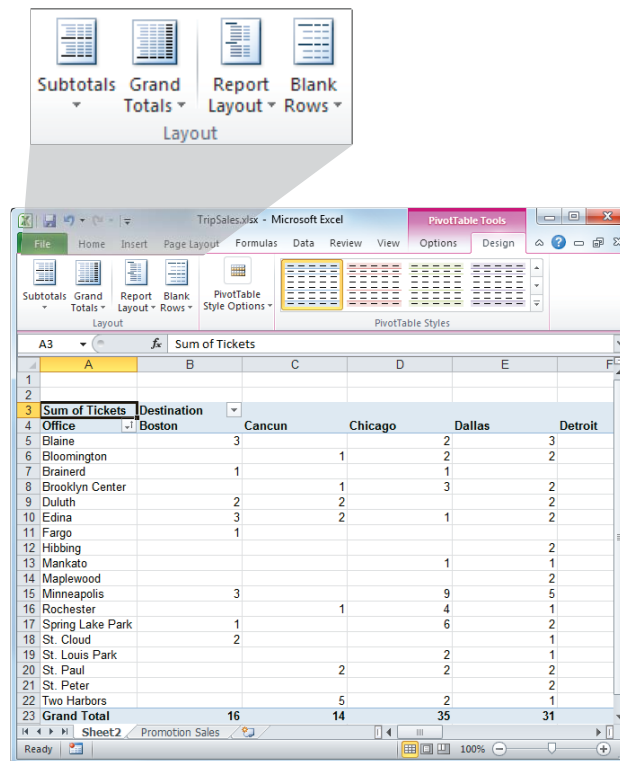 Subtotals Grand Totals Report Layout Blank Rows
Layout
TripSales.xlsx - Microsoft Excel PivotTable Tools
File Home Insert Page Layout Formulas Data Review View Options Design
Subtotals Grand Totals Report Layout Blank Rows PivotTable Style Options
Layout PivotTable Styles
A3 fx Sum of Tickets
A B C D E F
1
2
3 Sum of Tickets Destination
4 Office Boston Cancun Chicago Dallas Detroit
5 Blaine 3 2 3
6 Bloomington 1 2 2
7 Brainerd 1 1
8 Brooklyn Center 1 3 2
9 Duluth 2 2 2
10 Edina 3 2 1 2
11 Fargo 1
12 Hibbing 2
13 Mankato 1 1
14 Maplewood 2
15 Minneapolis 3 9 5
16 Rochester 1 4 1
17 Spring Lake Park 1 6 2
18 St. Cloud 2 1
19 St. Louis Park 2 1
20 St. Paul 2 2 2
21 St. Peter 2
22 Two Harbors 5 2 1
23 Grand Total 16 14 35 31
Sheet2 Promotion Sales
Ready 100%